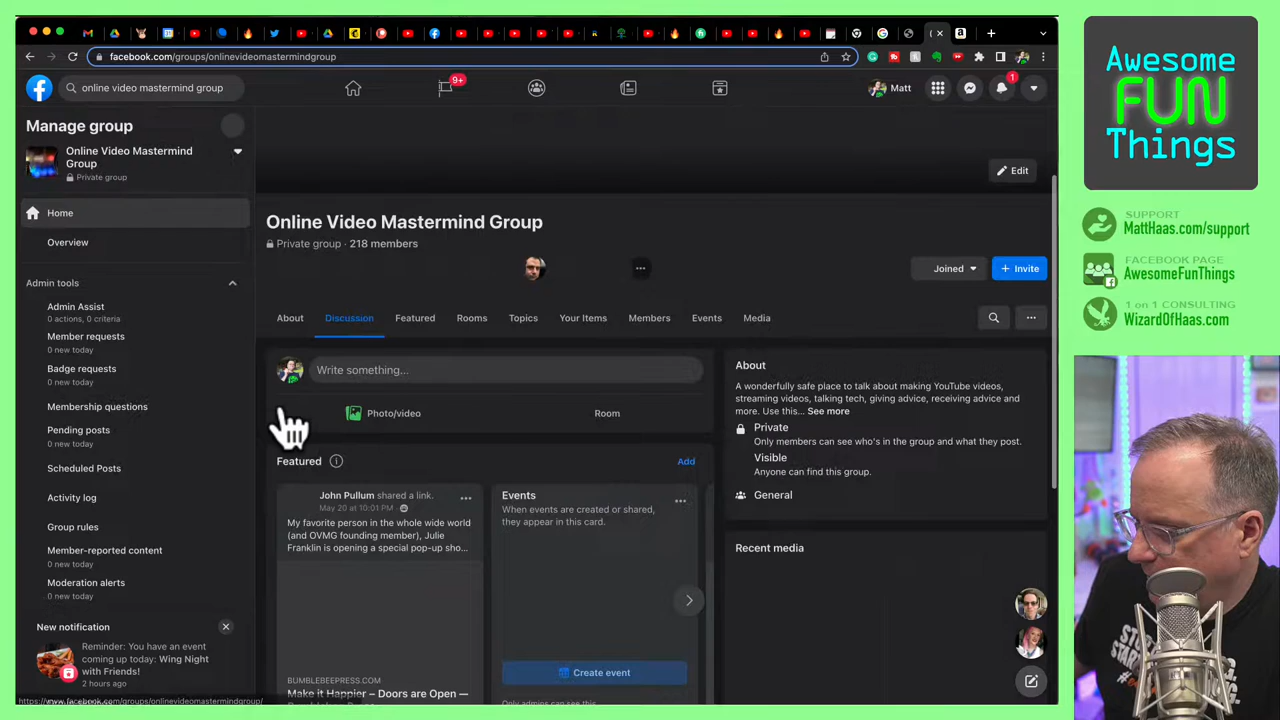 facebook.com/groups/onlinevideomastermindgroup
online video mastermind group
9+
Matt
1
Manage group
Online Video Mastermind
Group
Private group
Home
Overview
Admin tools
Admin Assist
0 actions, 0 criteria
Member requests
0 new today
Badge requests
0 new today
Membership questions
Pending posts
0 new today
Scheduled Posts
Activity log
Group rules
Member-reported content
0 new today
Moderation alerts
0 new today
New notification
Reminder: You have an event
coming up today: Wing Night
with Friends!
2 hours ago
https://www.facebook.com/groups/onlinevideomastermindgroup/
Edit
Online Video Mastermind Group
Private group · 218 members
Joined
+ Invite
About
Discussion
Featured
Rooms
Topics
Your Items
Members
Events
Media
Write something...
Photo/video
Room
Featured
Add
John Pullum shared a link.
May 20 at 10:01 PM ·
My favorite person in the whole wide world
(and OVMG founding member), Julie
Franklin is opening a special pop-up sho...
BUMBLEBEEPRESS.COM
Make it Happier – Doors are Open —
Events
When events are created or shared,
they appear in this card.
Create event
About
A wonderfully safe place to talk about making YouTube videos,
streaming videos, talking tech, giving advice, receiving advice and
more. Use this... See more
Private
Only members can see who's in the group and what they post.
Visible
Anyone can find this group.
General
Recent media
Awesome
FUN
Things
SUPPORT
MattHaas.com/support
FACEBOOK PAGE
AwesomeFunThings
1 on 1 CONSULTING
WizardOfHaas.com